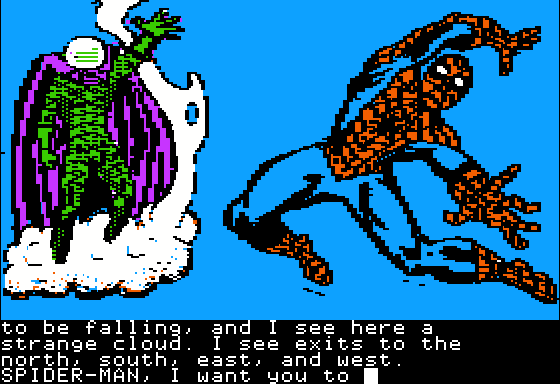 to be falling, and I see here a
strange cloud. I see exits to the
north, south, east, and west.
SPIDER-MAN, I want you to